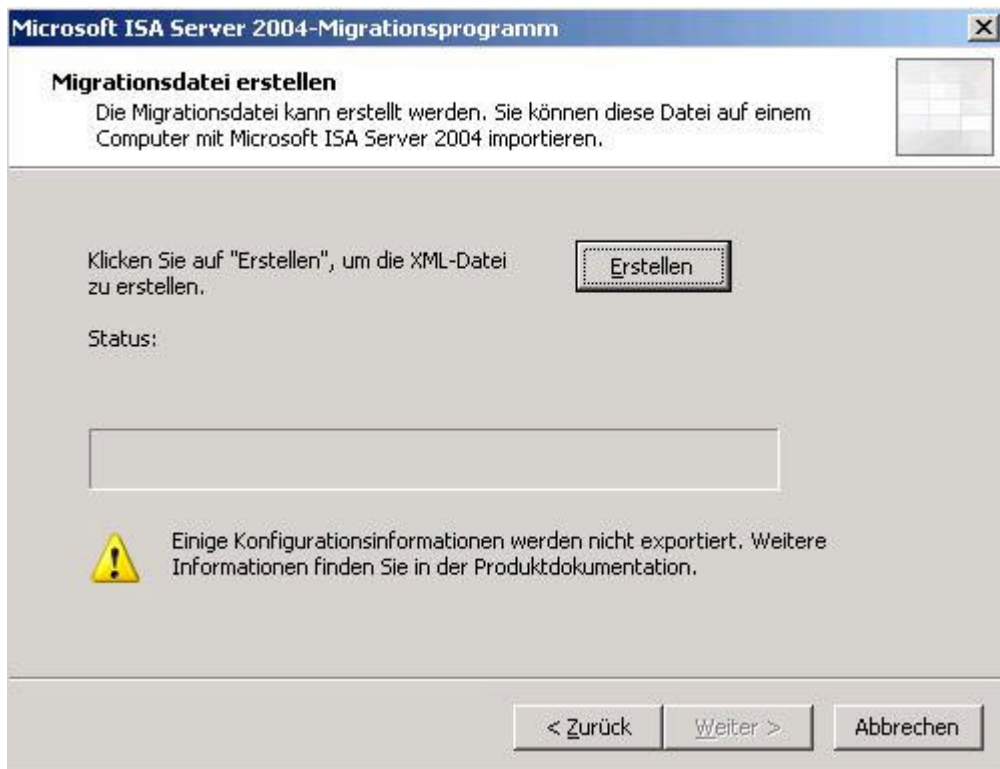 Microsoft ISA Server 2004-Migrationsprogramm
Migrationsdatei erstellen
Die Migrationsdatei kann erstellt werden. Sie können diese Datei auf einem
Computer mit Microsoft ISA Server 2004 importieren.
Klicken Sie auf "Erstellen", um die XML-Datei
zu erstellen.
Erstellen
Status:
Einige Konfigurationsinformationen werden nicht exportiert. Weitere
Informationen finden Sie in der Produktdokumentation.
< Zurück
Weiter >
Abbrechen